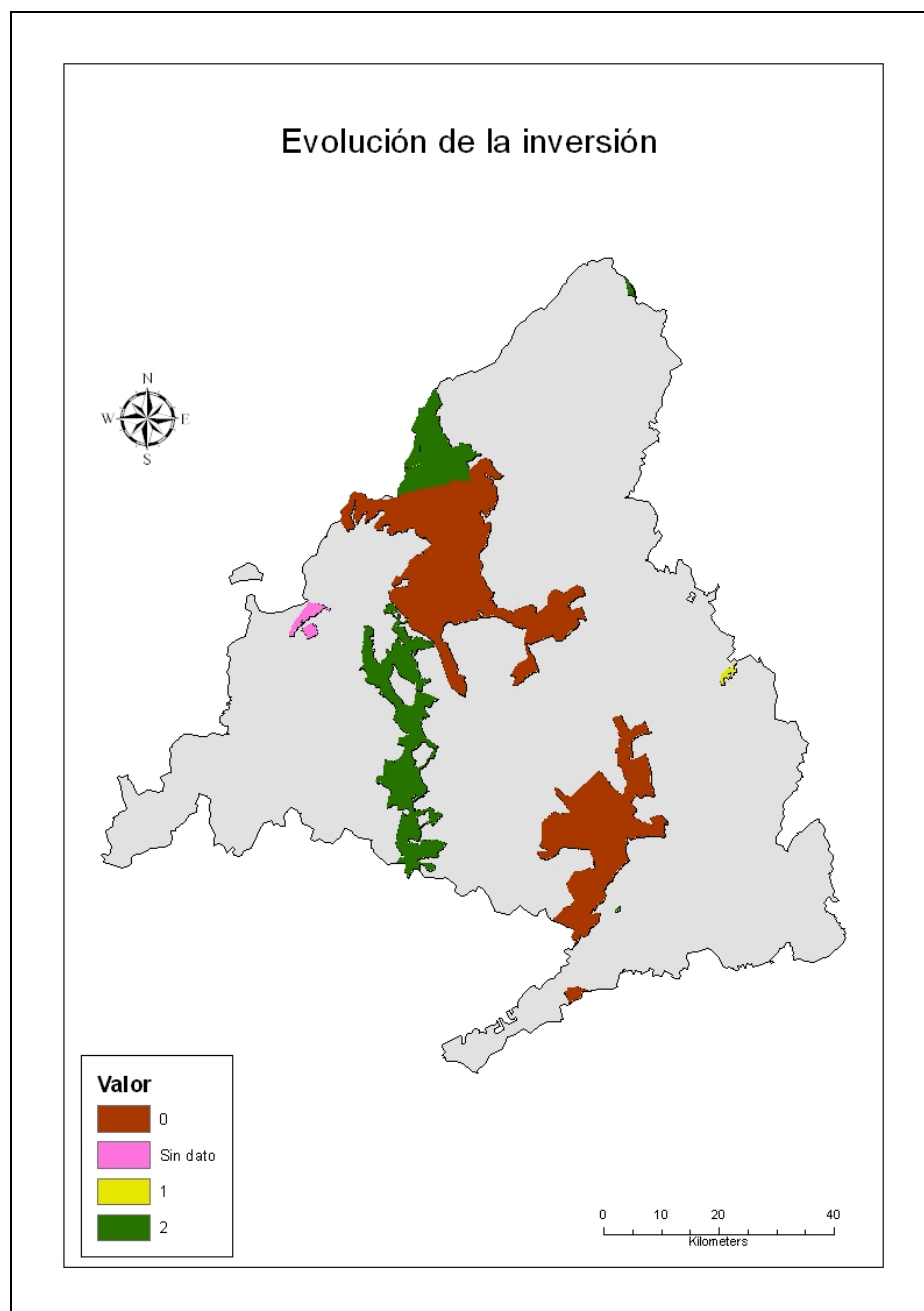 Evolución de la inversión
N
W E
S
Valor
0
Sin dato
1
2
0 10 20 40
Kilometers